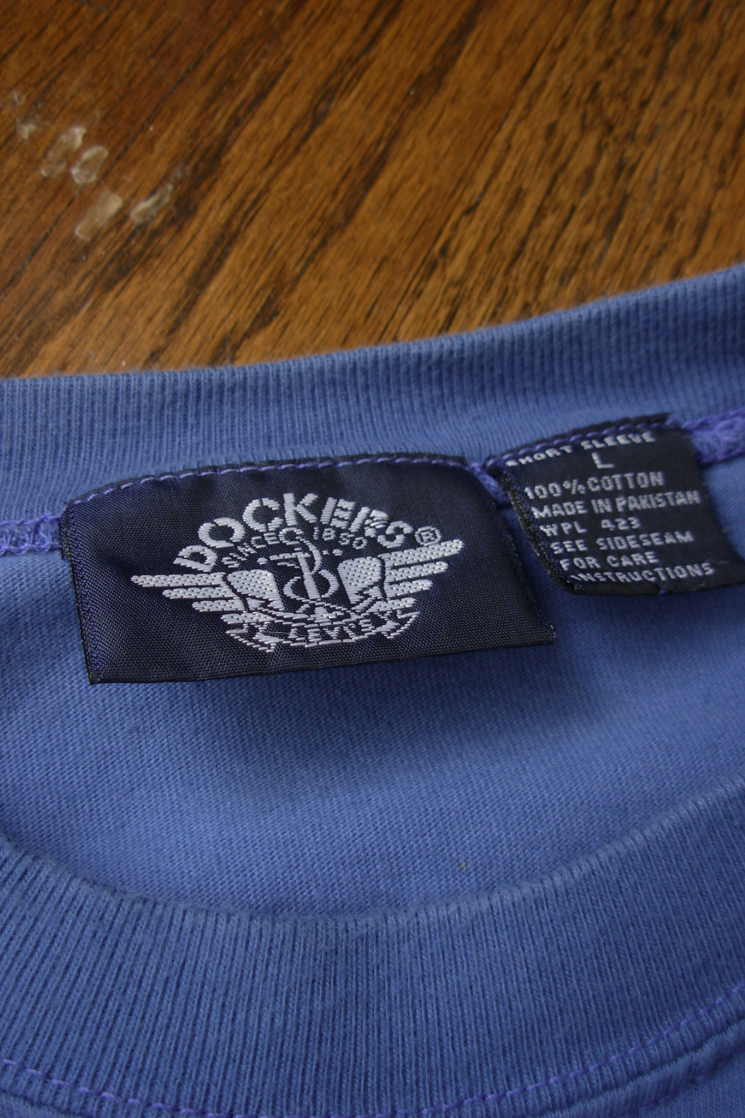 DOCKERS®
SINCE 1850
LEVI'S
SHORT SLEEVE
L
100% COTTON
MADE IN PAKISTAN
WPL 423
SEE SIDESEAM
FOR CARE
INSTRUCTIONS